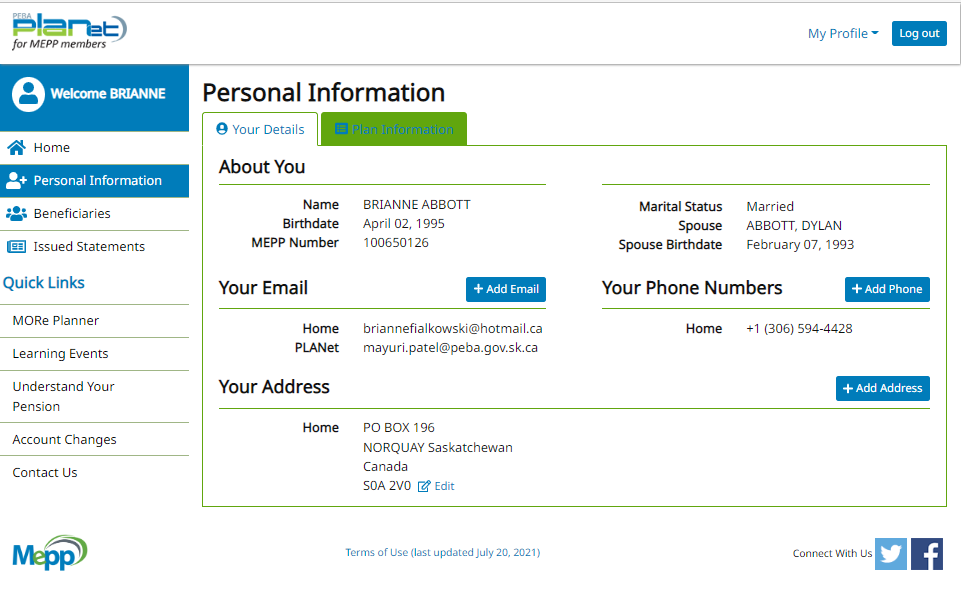 PEBA
planet
for MEPP members
My Profile
Log out
Welcome BRIANNE
Home
Personal Information
Beneficiaries
Issued Statements
Quick Links
MORe Planner
Learning Events
Understand Your
Pension
Account Changes
Contact Us
Personal Information
Your Details
Plan Information
About You
Name BRIANNE ABBOTT
Birthdate April 02, 1995
MEPP Number 100650126
Marital Status Married
Spouse ABBOTT, DYLAN
Spouse Birthdate February 07, 1993
Your Email
+ Add Email
Home briannefialkowski@hotmail.ca
PLANet mayuri.patel@peba.gov.sk.ca
Your Phone Numbers
+ Add Phone
Home +1 (306) 594-4428
Your Address
+ Add Address
Home PO BOX 196
NORQUAY Saskatchewan
Canada
S0A 2V0 Edit
Mepp
Terms of Use (last updated July 20, 2021)
Connect With Us